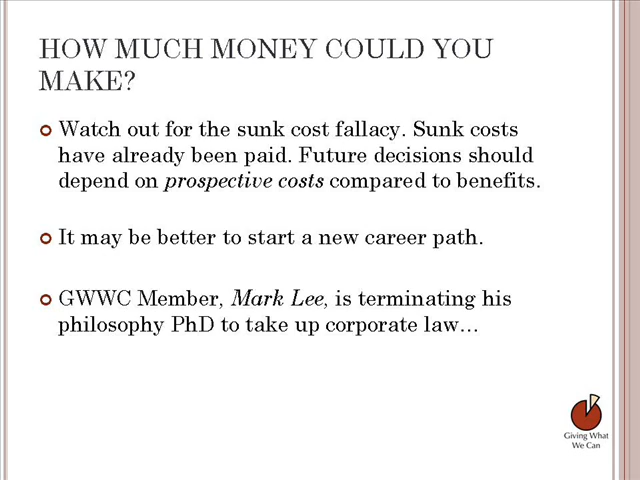 HOW MUCH MONEY COULD YOU
MAKE?
Watch out for the sunk cost fallacy. Sunk costs
have already been paid. Future decisions should
depend on prospective costs compared to benefits.
It may be better to start a new career path.
GWWC Member, Mark Lee, is terminating his
philosophy PhD to take up corporate law…
Giving What
We Can